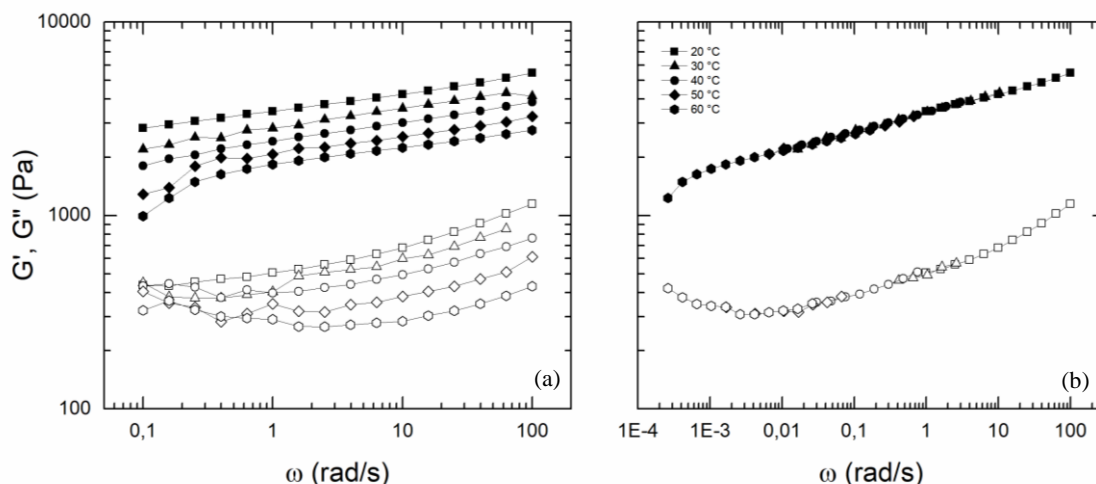 10000
1000
100
G', G" (Pa)
0,1 1 10 100
ω (rad/s)
(a)
20 °C
30 °C
40 °C
50 °C
60 °C
1E-4 1E-3 0,01 0,1 1 10 100
ω (rad/s)
(b)